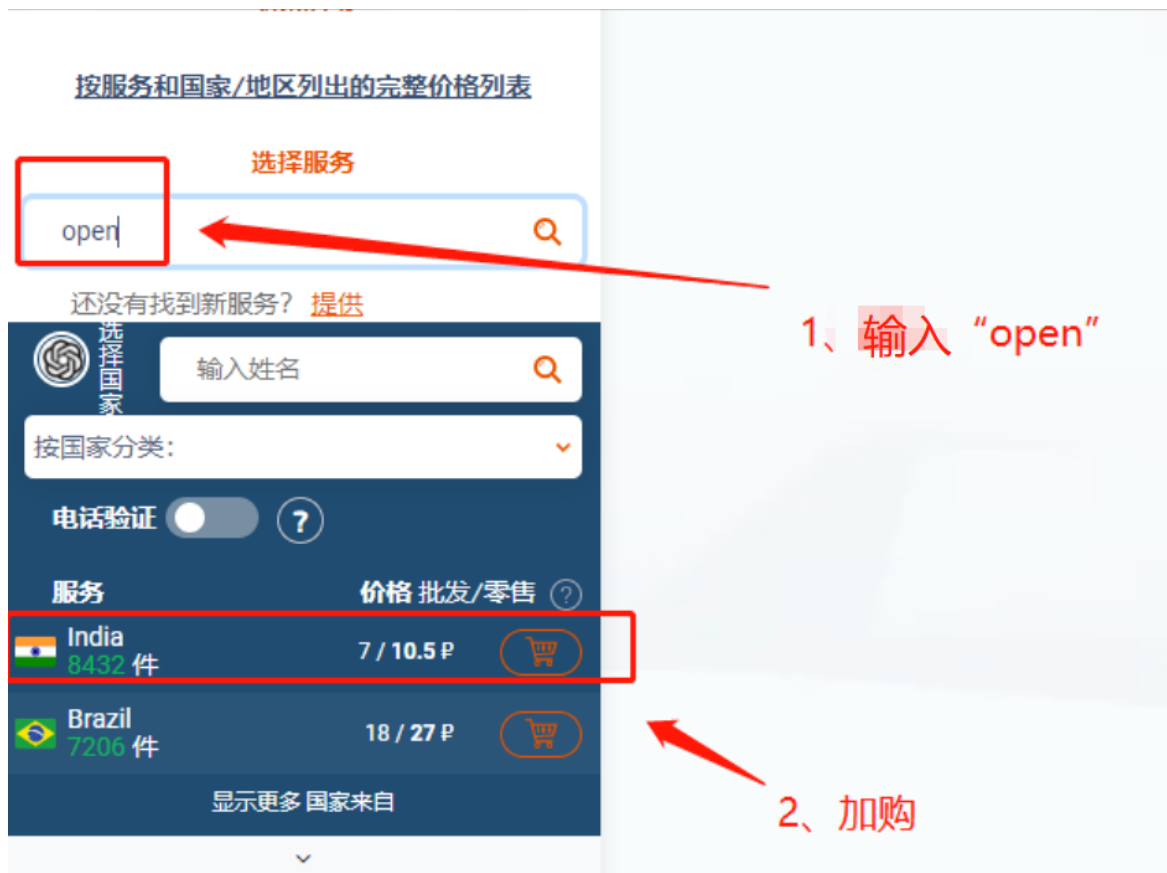 按服务和国家/地区列出的完整价格列表
选择服务
open
还没有找到新服务? 提供
选择国家
输入姓名
按国家分类:
电话验证
?
服务 价格 批发/零售 ?
India
8432 件
7 / 10.5 ₽
Brazil
7206 件
18 / 27 ₽
显示更多 国家来自
1、输入“open”
2、加购